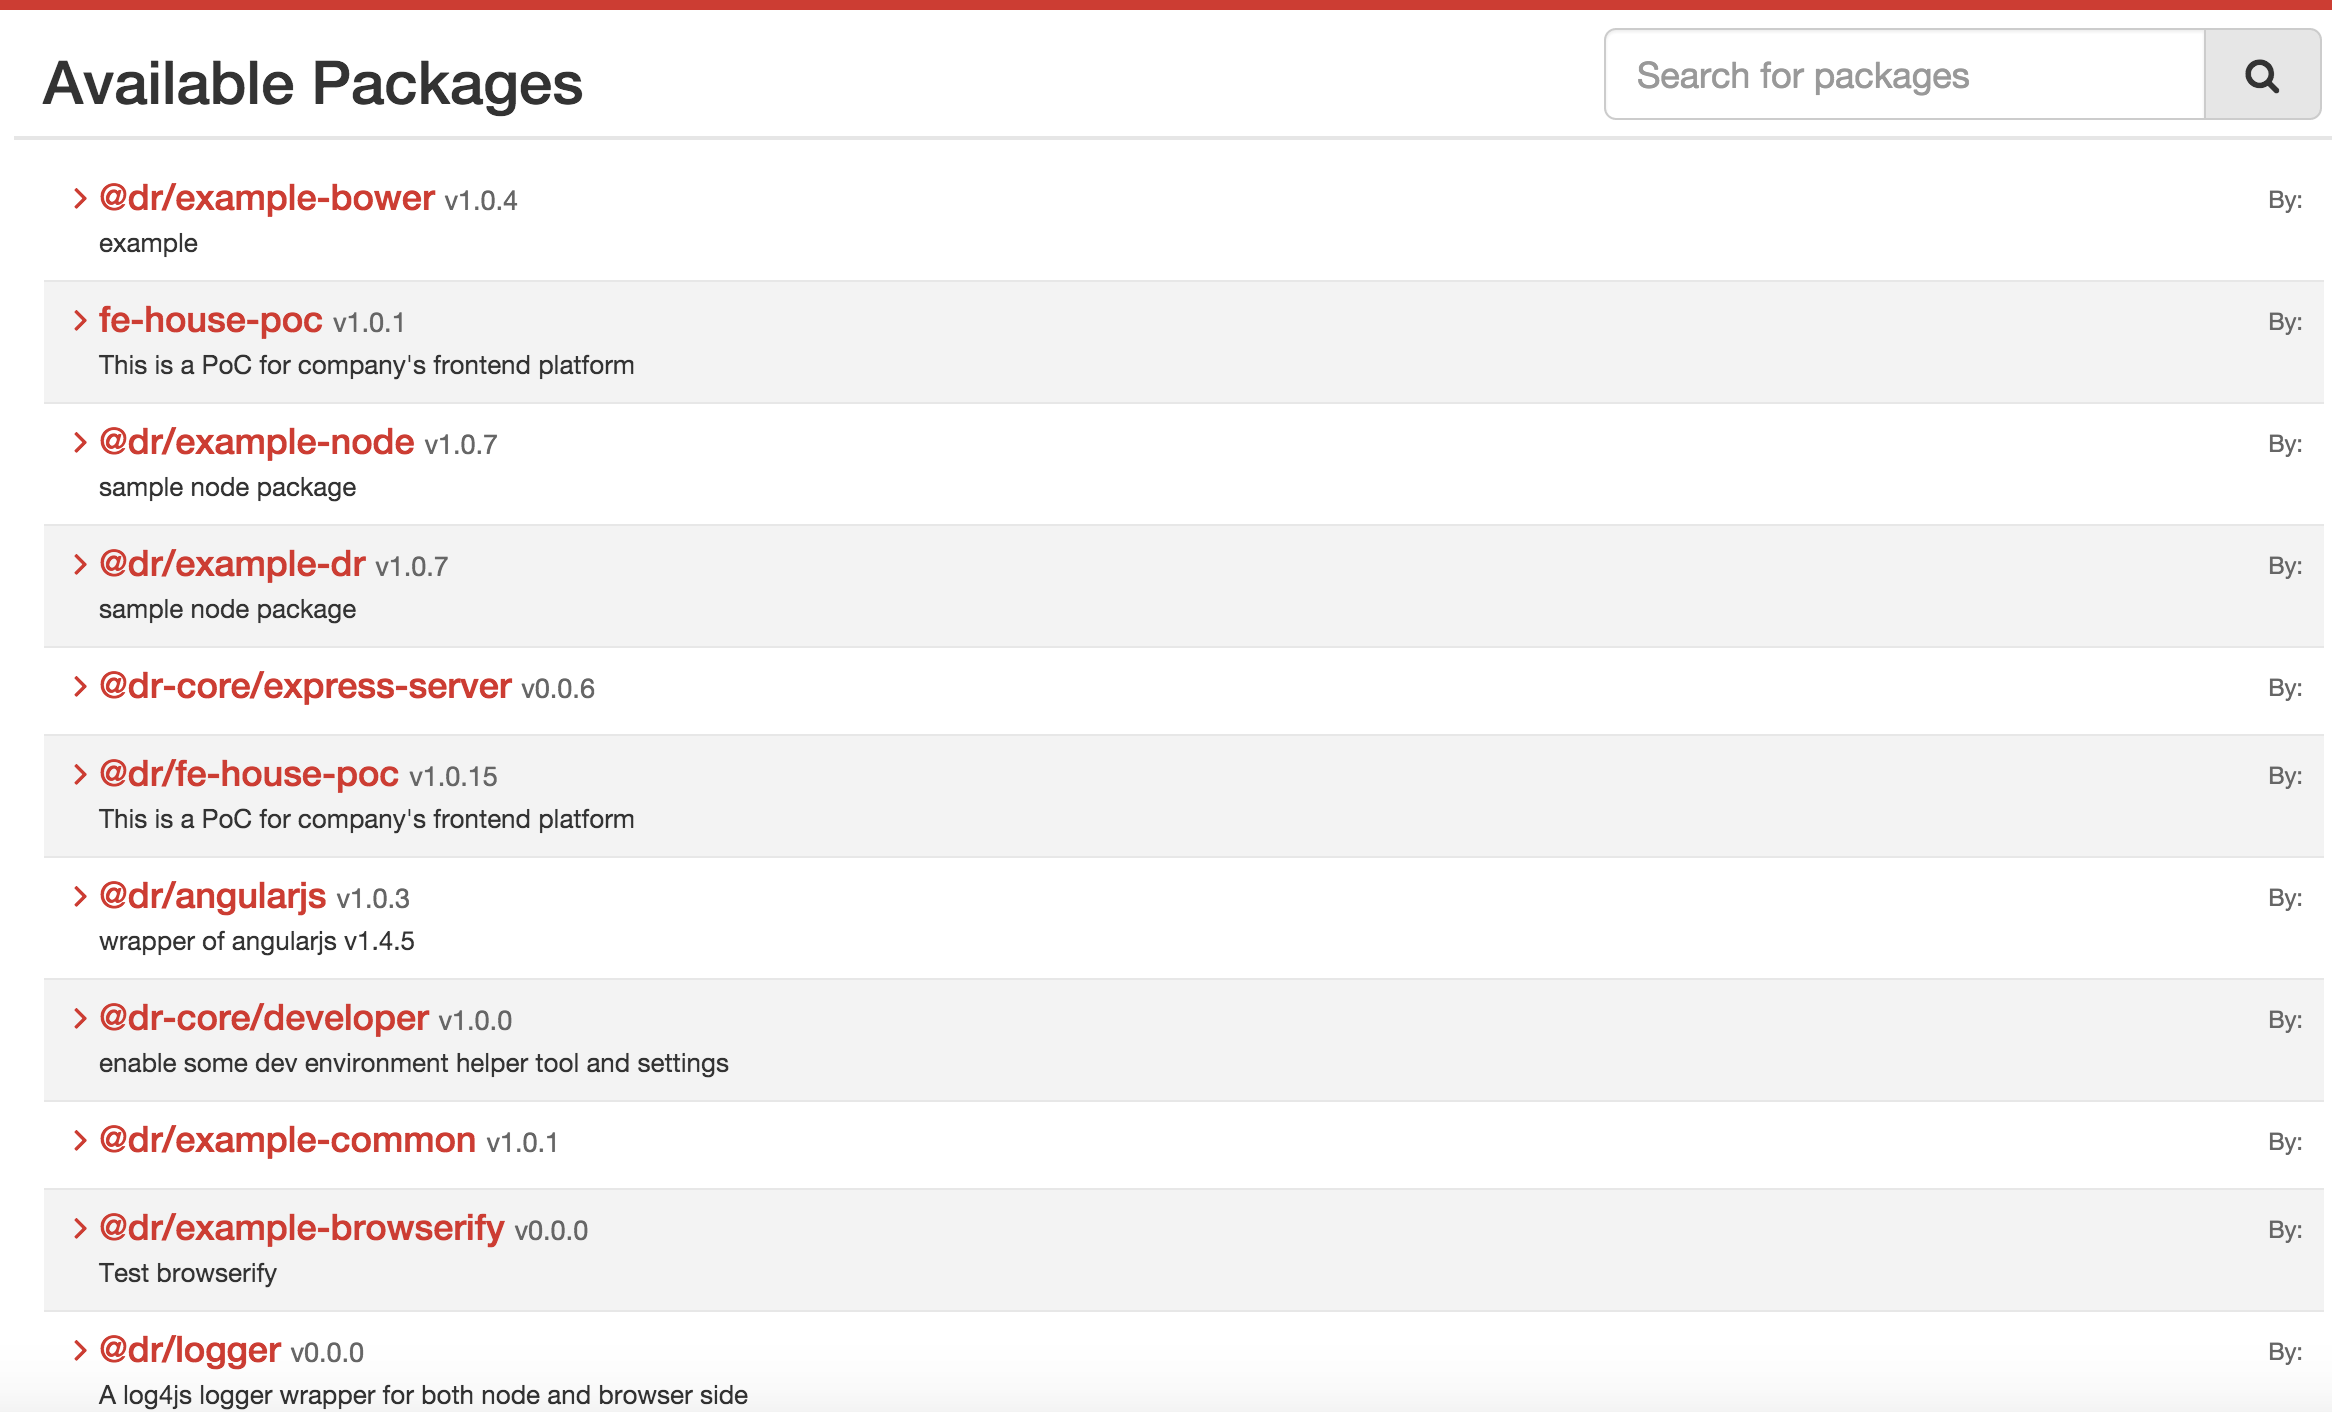 Available Packages
Search for packages
@dr/example-bower v1.0.4 By:
example
fe-house-poc v1.0.1 By:
This is a PoC for company's frontend platform
@dr/example-node v1.0.7 By:
sample node package
@dr/example-dr v1.0.7 By:
sample node package
@dr-core/express-server v0.0.6 By:
@dr/fe-house-poc v1.0.15 By:
This is a PoC for company's frontend platform
@dr/angularjs v1.0.3 By:
wrapper of angularjs v1.4.5
@dr-core/developer v1.0.0 By:
enable some dev environment helper tool and settings
@dr/example-common v1.0.1 By:
@dr/example-browserify v0.0.0 By:
Test browserify
@dr/logger v0.0.0 By:
A log4js logger wrapper for both node and browser side